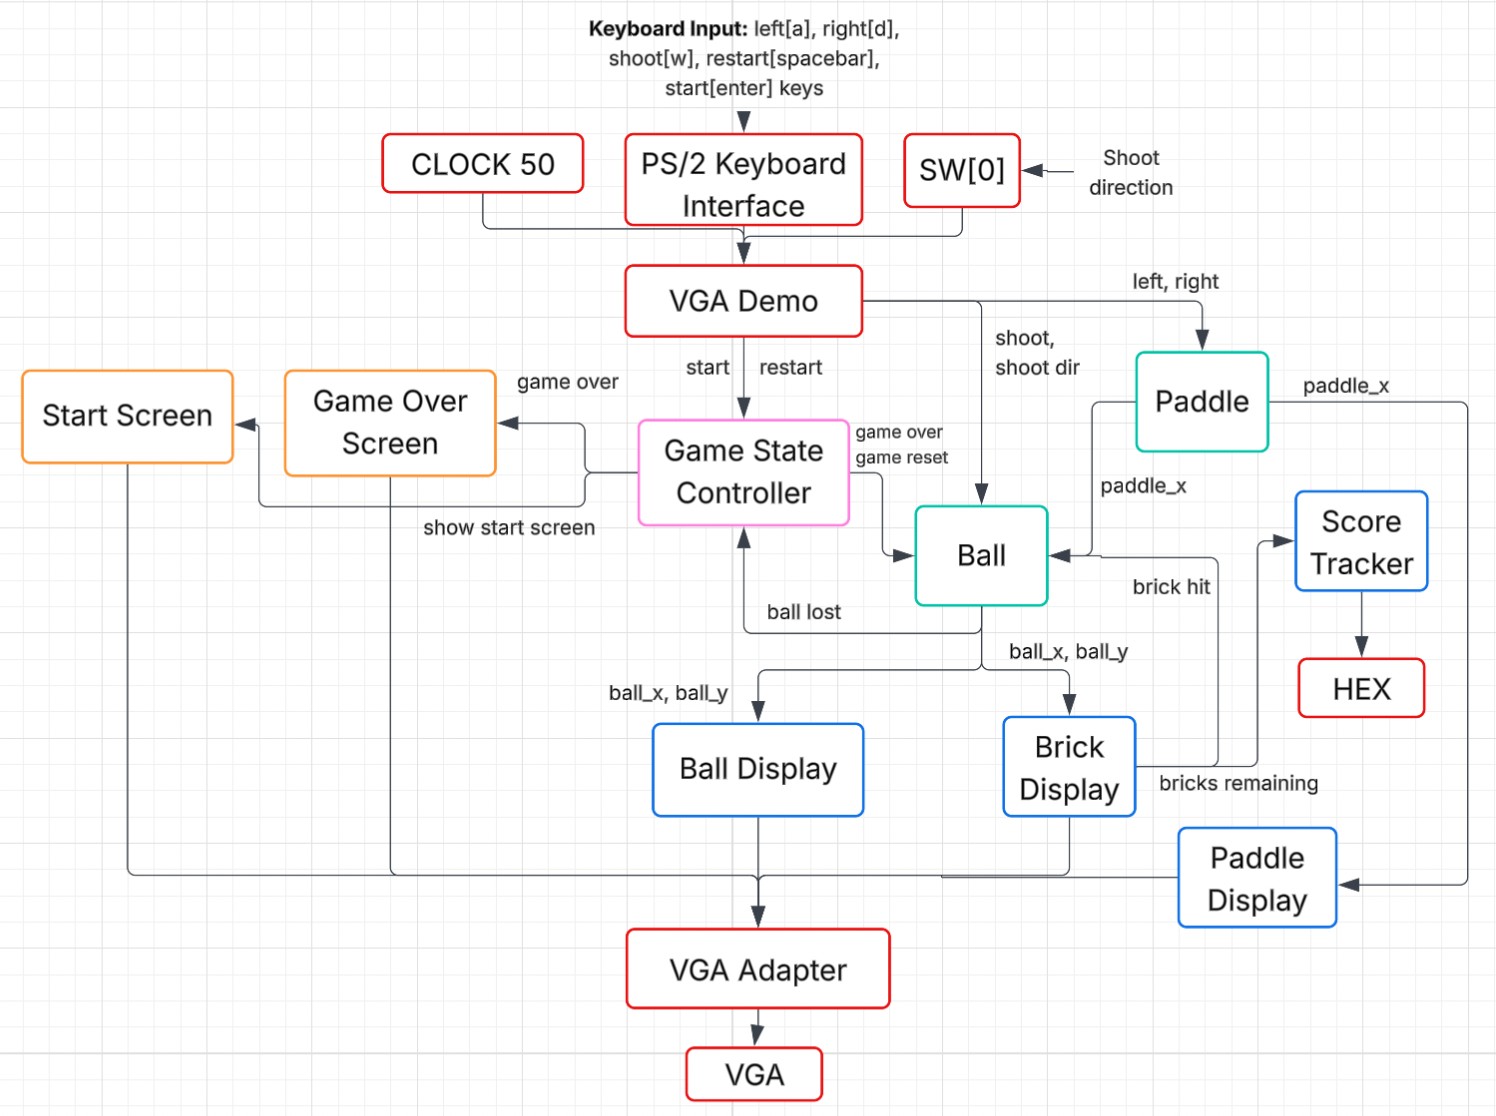 Keyboard Input: left[a], right[d],
shoot[w], restart[spacebar],
start[enter] keys
CLOCK 50
PS/2 Keyboard
Interface
SW[0]
Shoot
direction
VGA Demo
left, right
shoot,
shoot dir
start
restart
Paddle
paddle_x
Start Screen
Game Over
Screen
game over
Game State
Controller
game over
game reset
paddle_x
show start screen
Ball
Score
Tracker
brick hit
ball lost
ball_x, ball_y
ball_x, ball_y
HEX
Ball Display
Brick
Display
bricks remaining
Paddle
Display
VGA Adapter
VGA